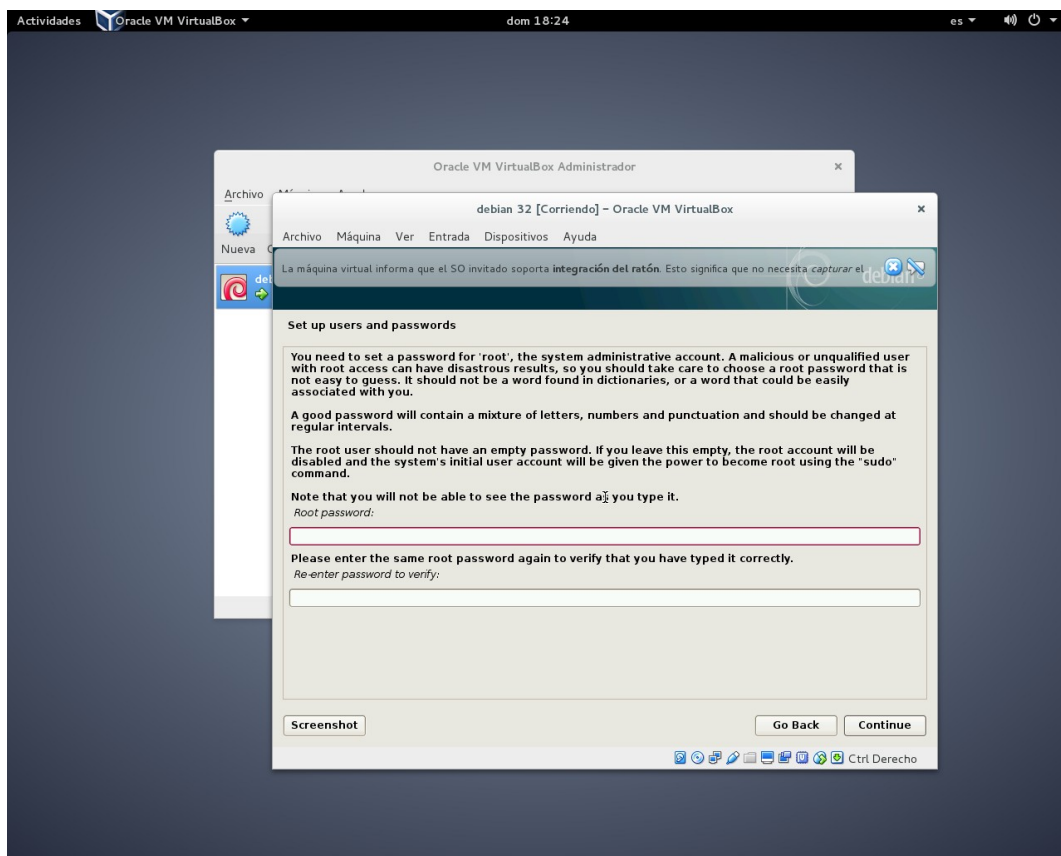 Actividades Oracle VM VirtualBox dom 18:24 es
Oracle VM VirtualBox Administrador
Archivo
debian 32 [Corriendo] - Oracle VM VirtualBox
Nueva
Archivo Máquina Ver Entrada Dispositivos Ayuda
La máquina virtual informa que el SO invitado soporta integración del ratón. Esto significa que no necesita capturar el
debian
Set up users and passwords
You need to set a password for 'root', the system administrative account. A malicious or unqualified user
with root access can have disastrous results, so you should take care to choose a root password that is
not easy to guess. It should not be a word found in dictionaries, or a word that could be easily
associated with you.
A good password will contain a mixture of letters, numbers and punctuation and should be changed at
regular intervals.
The root user should not have an empty password. If you leave this empty, the root account will be
disabled and the system's initial user account will be given the power to become root using the "sudo"
command.
Note that you will not be able to see the password as you type it.
Root password:
Please enter the same root password again to verify that you have typed it correctly.
Re-enter password to verify:
Screenshot Go Back Continue
Ctrl Derecho